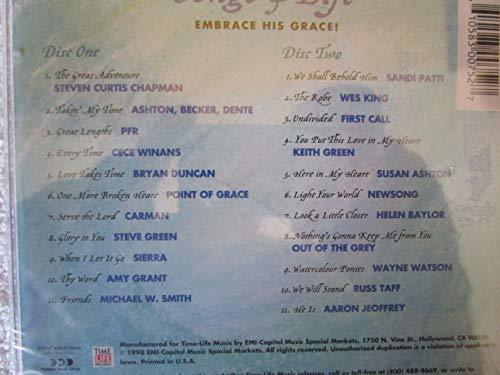 EMBRACE HIS GRACE!
10583 00752 7
Disc One
1. The Great Adventure
STEVEN CURTIS CHAPMAN
2. Takin' My Time ASHTON, BECKER, DENTE
3. Great Lengths PFR
4. Every Time CECE WINANS
5. Love Takes Time BRYAN DUNCAN
6. One More Broken Heart POINT OF GRACE
7. Serve the Lord CARMAN
8. Glory to You STEVE GREEN
9. When I Let It Go SIERRA
10. Thy Word AMY GRANT
11. Friends MICHAEL W. SMITH
Disc Two
1. We Shall Behold Him SANDI PATTI
2. The Robe WES KING
3. Undivided FIRST CALL
4. You Put This Love in My Heart
KEITH GREEN
5. Here in My Heart SUSAN ASHTON
6. Light Your World NEWSONG
7. Look a Little Closer HELEN BAYLOR
8. Nothing's Gonna Keep Me from You
OUT OF THE GREY
9. Watercolour Ponies WAYNE WATSON
10. We Will Stand RUSS TAFF
11. He Is AARON JEOFFREY
EMI-Capitol Music
TIME
LIFE
MUSIC
Manufactured for Time-Life Music by EMI-Capitol Music Special Markets, 1750 N. Vine St., Hollywood, CA
© 1998 EMI-Capitol Music Special Markets. All rights reserved. Unauthorized duplication is a violation of applicable
laws. Printed in U.S.A.